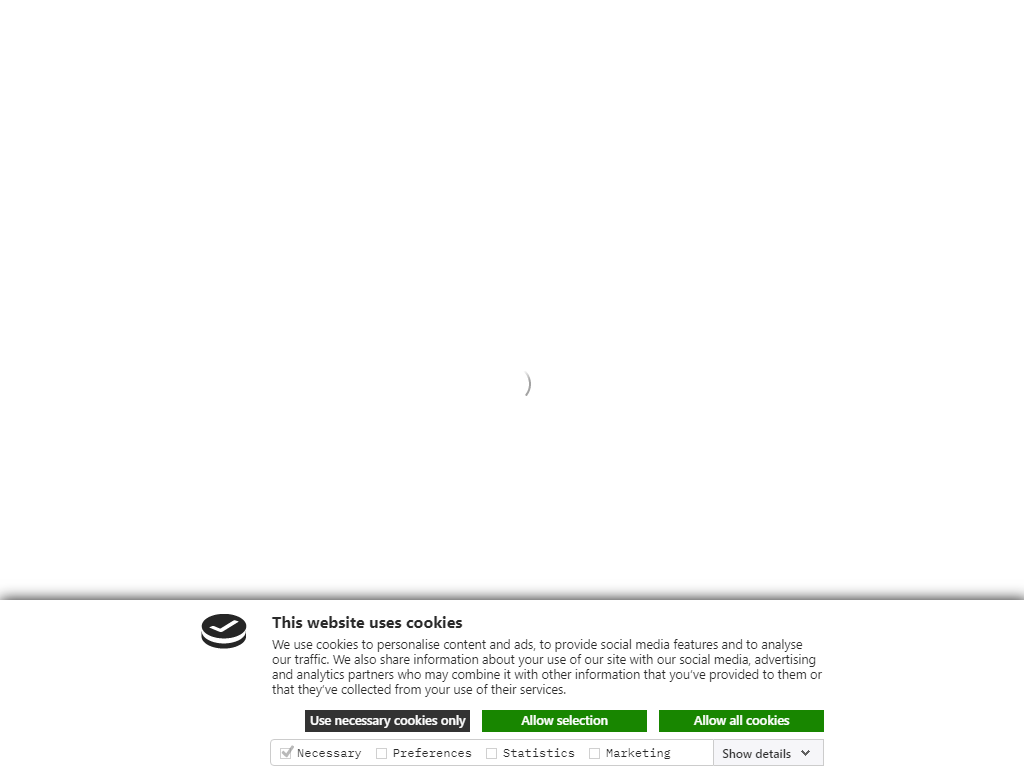 This website uses cookies
We use cookies to personalise content and ads, to provide social media features and to analyse
our traffic. We also share information about your use of our site with our social media, advertising
and analytics partners who may combine it with other information that you've provided to them or
that they've collected from your use of their services.
Use necessary cookies only Allow selection Allow all cookies
Necessary Preferences Statistics Marketing Show details